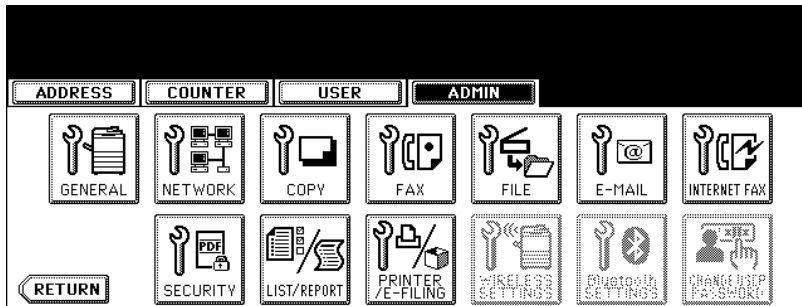 ADDRESS COUNTER USER ADMIN
GENERAL NETWORK COPY FAX FILE E-MAIL INTERNET FAX
@
PDF
SECURITY LIST/REPORT PRINTER /E-FILING WIRELESS SETTINGS Bluetooth SETTINGS CHANGE USER PASSWORD
RETURN